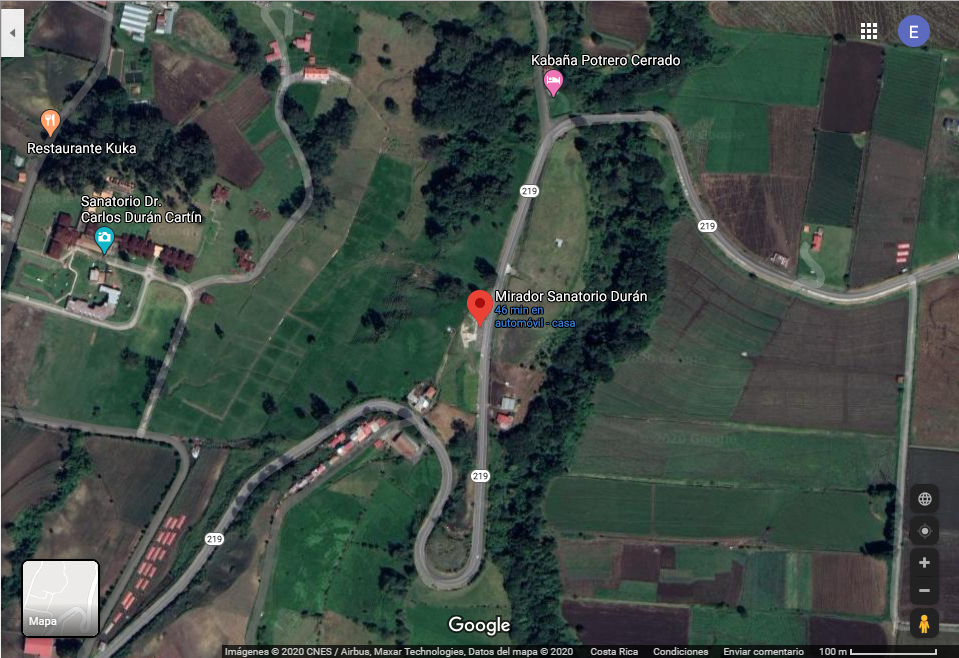 E
Kabaña Potrero Cerrado
Restaurante Kuka
219
Sanatorio Dr.
Carlos Durán Cartín
219
Mirador Sanatorio Durán
46 min en
automóvil - casa
219
219
Mapa
Google
Imágenes © 2020 CNES / Airbus, Maxar Technologies, Datos del mapa © 2020 Costa Rica Condiciones Enviar comentario 100 m